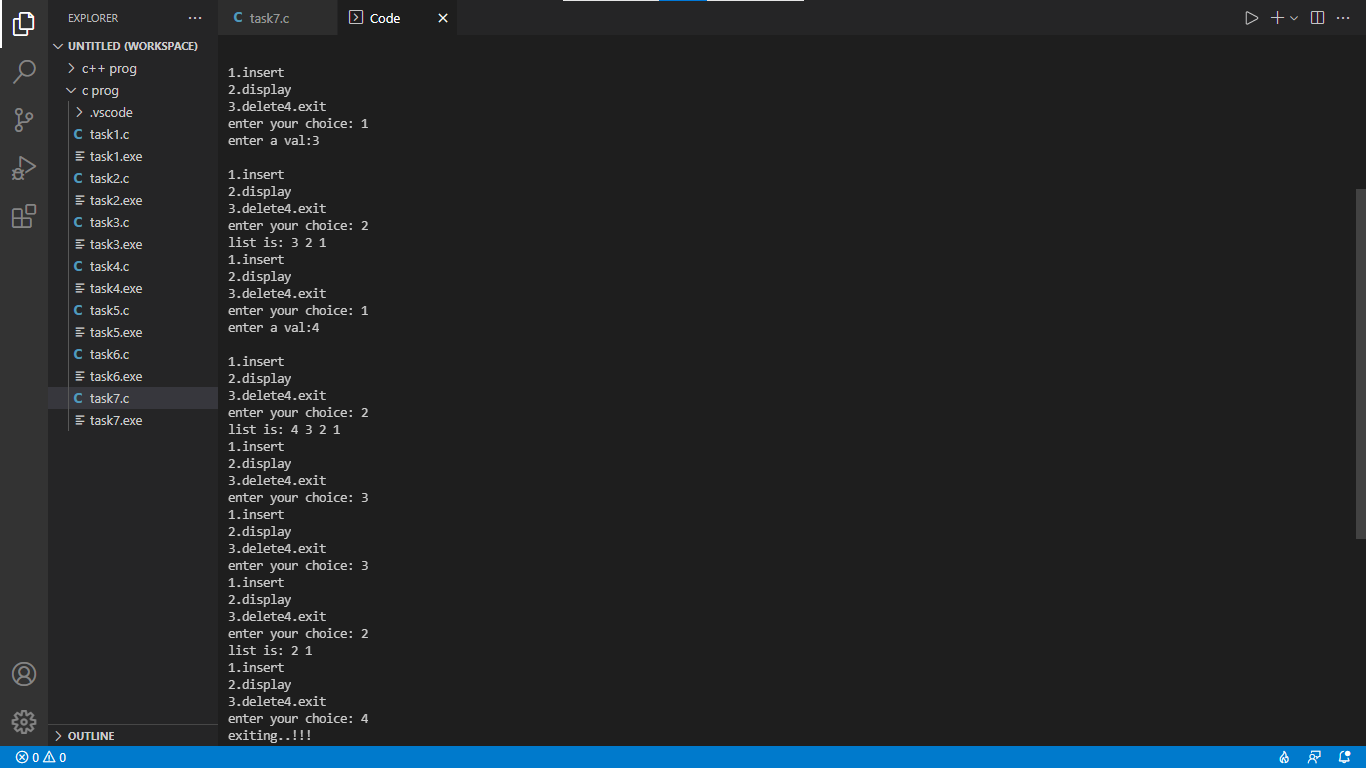 EXPLORER
UNTITLED (WORKSPACE)
c++ prog
c prog
.vscode
C task1.c
task1.exe
C task2.c
task2.exe
C task3.c
task3.exe
C task4.c
task4.exe
C task5.c
task5.exe
C task6.c
task6.exe
C task7.c
task7.exe
OUTLINE
C task7.c
Code
1.insert
2.display
3.delete4.exit
enter your choice: 1
enter a val:3
1.insert
2.display
3.delete4.exit
enter your choice: 2
list is: 3 2 1
1.insert
2.display
3.delete4.exit
enter your choice: 1
enter a val:4
1.insert
2.display
3.delete4.exit
enter your choice: 2
list is: 4 3 2 1
1.insert
2.display
3.delete4.exit
enter your choice: 3
1.insert
2.display
3.delete4.exit
enter your choice: 3
1.insert
2.display
3.delete4.exit
enter your choice: 2
list is: 2 1
1.insert
2.display
3.delete4.exit
enter your choice: 4
exiting..!!!
0 0